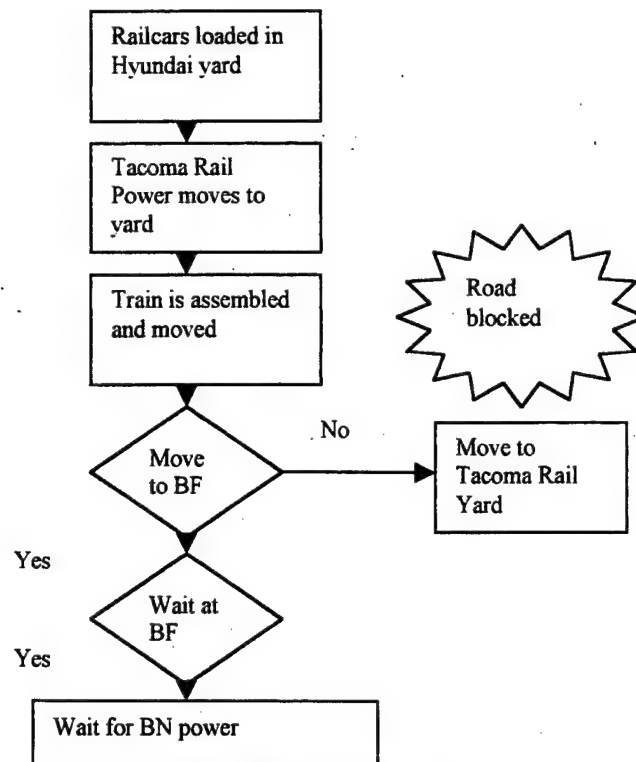 Railcars loaded in
Hyundai yard
Tacoma Rail
Power moves to
yard
Train is assembled
and moved
Road
blocked
No
Move
to BF
Move to
Tacoma Rail
Yard
Yes
Wait at
BF
Yes
Wait for BN power